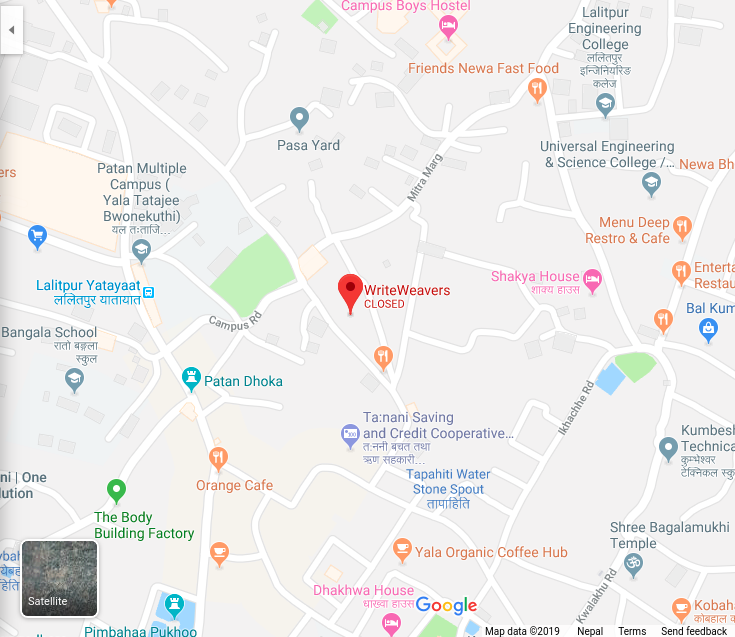 Campus Boys Hostel
Lalitpur
Engineering
College
ललितपुर
इन्जिनियरिङ
कलेज
Friends Newa Fast Food
Pasa Yard
Universal Engineering
& Science College /...
Newa Bh
Mitra Marg
Patan Multiple
Campus (
Yala Tatajee
Bwonekuthi)
यल तःताजि...
ers
Menu Deep
Restro & Cafe
Shakya House
शाक्य हाउस
Enterta
Restau
Lalitpur Yatayaat
ललितपुर यातायात
WriteWeavers
CLOSED
Bal Kum
Campus Rd
Bangala School
रातो बङ्गला
स्कुल
Patan Dhoka
Ikhachhe Rd
Ta:nani Saving
and Credit Cooperative...
त.ननी बचत तथा
ऋण सहकारी...
Kumbesh
Technica
कुम्भेश्वर
टेक्निकल स्कु
ni | One
lution
Orange Cafe
Tapahiti Water
Stone Spout
तापाहिति
The Body
Building Factory
Shree Bagalamukhi
Temple
Yala Organic Coffee Hub
Satellite
Kwalakhu Rd
Dhakhwa House
धाख्वा हाउस
Google
Kobaha
कोबहाल क
Pimbahaa Pukhoo
Map data ©2019
Nepal
Terms
Send feedback